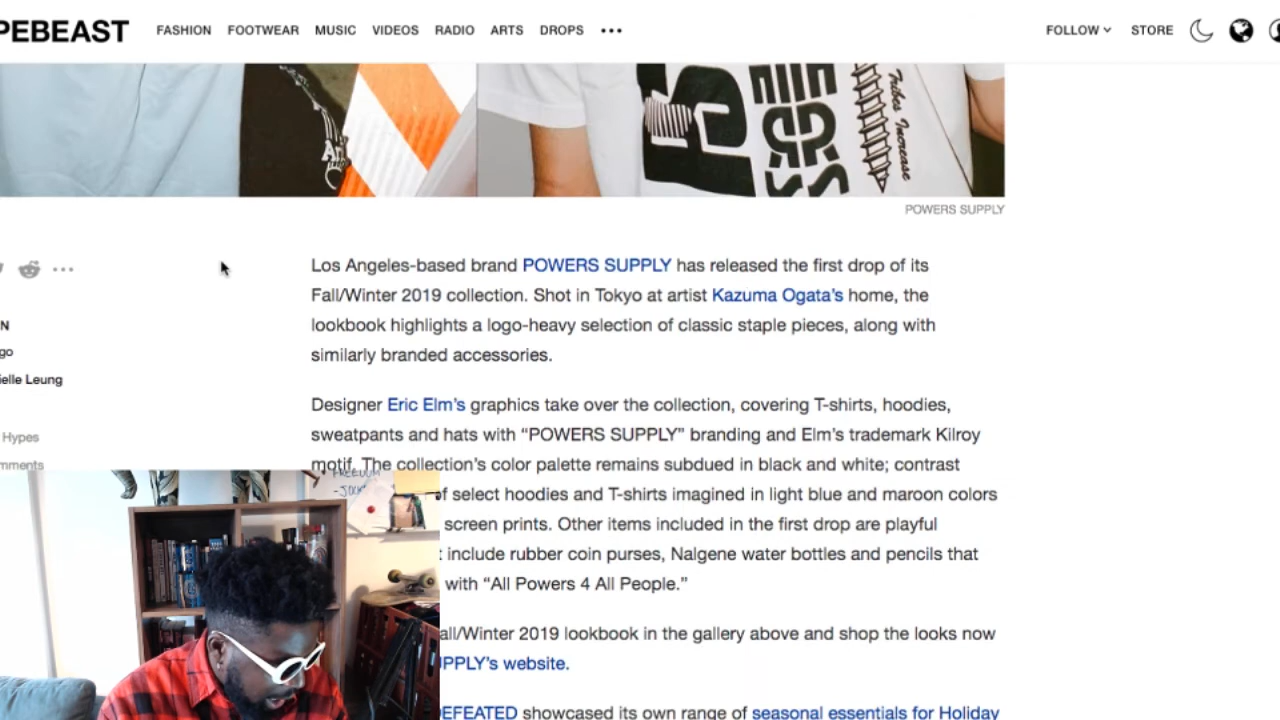 PEBEAST
FASHION FOOTWEAR MUSIC VIDEOS RADIO ARTS DROPS •••
FOLLOW STORE
Tribes Increase
POWERS SUPPLY
Los Angeles-based brand POWERS SUPPLY has released the first drop of its
Fall/Winter 2019 collection. Shot in Tokyo at artist Kazuma Ogata’s home, the
lookbook highlights a logo-heavy selection of classic staple pieces, along with
similarly branded accessories.
N
go
ielle Leung
Hypes
mments
Designer Eric Elm’s graphics take over the collection, covering T-shirts, hoodies,
sweatpants and hats with “POWERS SUPPLY” branding and Elm’s trademark Kilroy
motif. The collection’s color palette remains subdued in black and white; contrast
of select hoodies and T-shirts imagined in light blue and maroon colors
screen prints. Other items included in the first drop are playful
t include rubber coin purses, Nalgene water bottles and pencils that
with “All Powers 4 All People.”
all/Winter 2019 lookbook in the gallery above and shop the looks now
UPPLY’s website.
DEFEATED showcased its own range of seasonal essentials for Holiday
FREEDOM